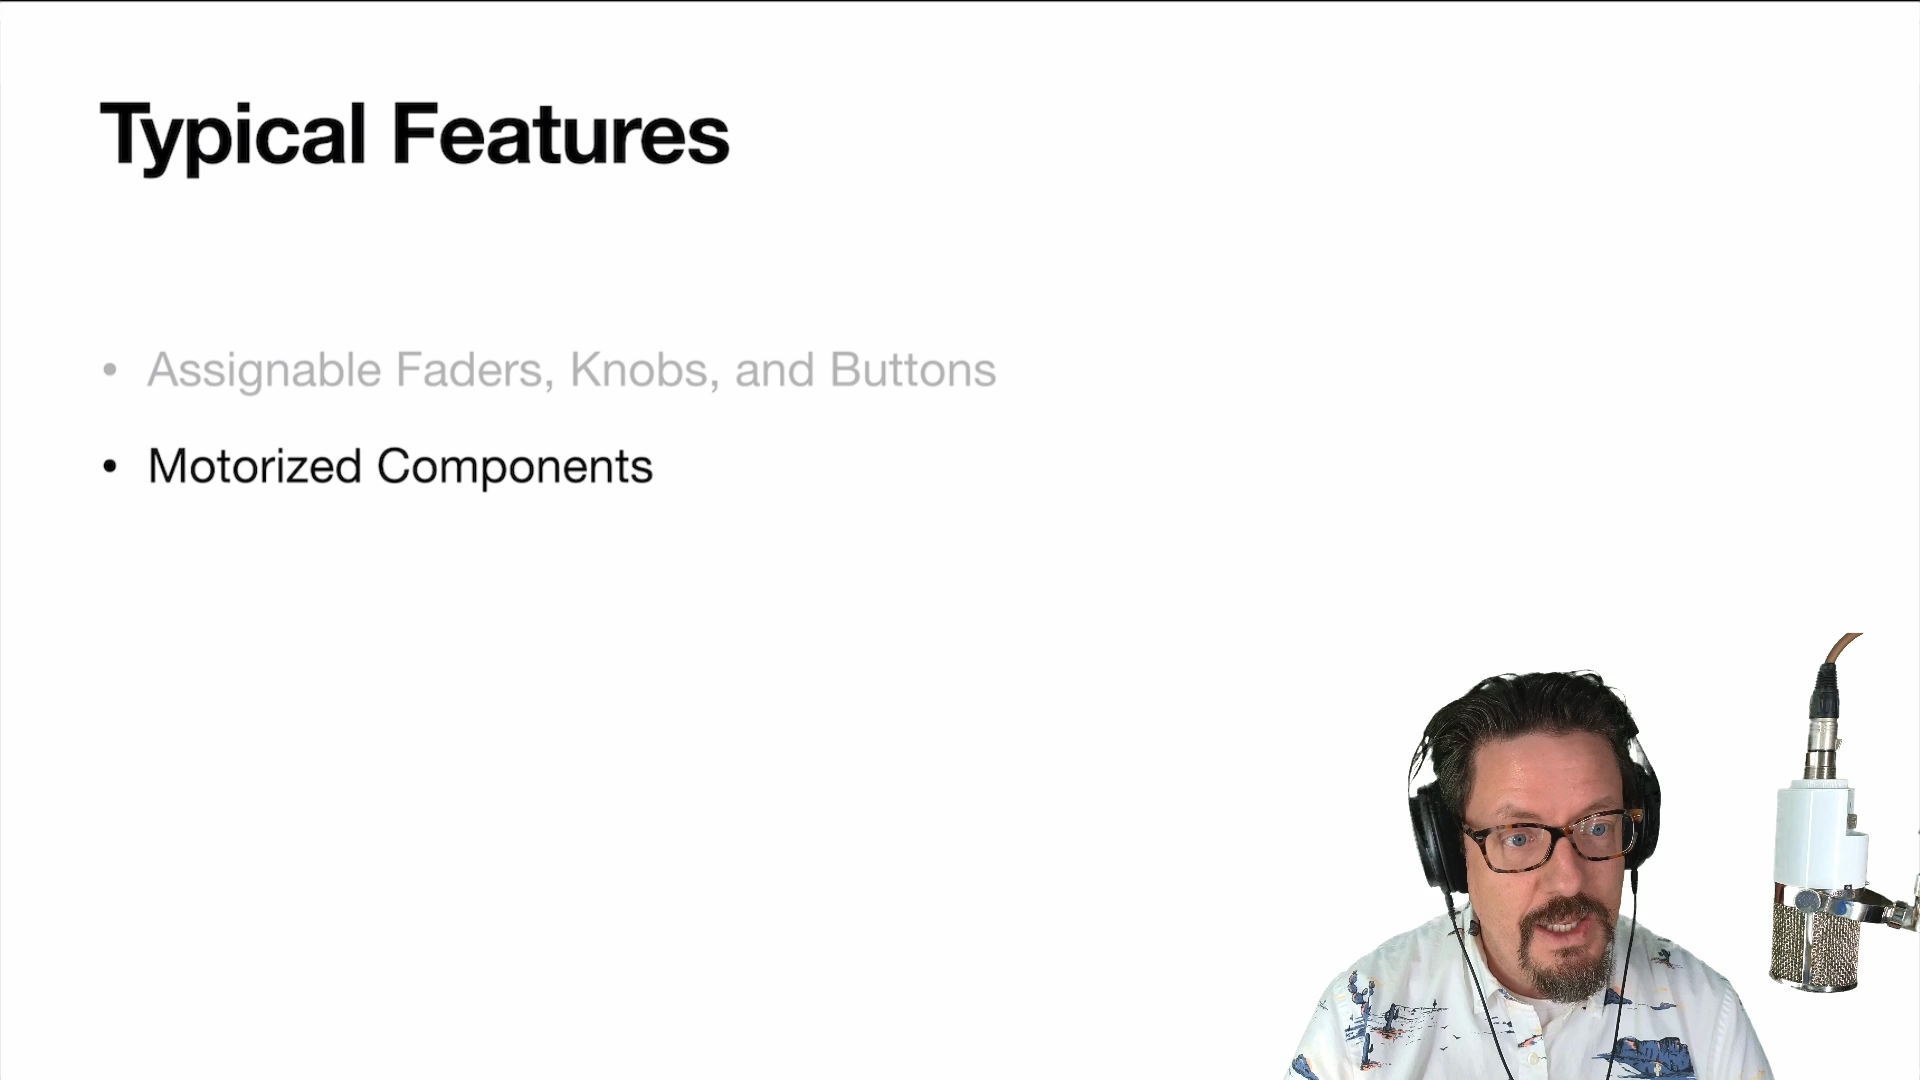 Typical Features
• Assignable Faders, Knobs, and Buttons
• Motorized Components